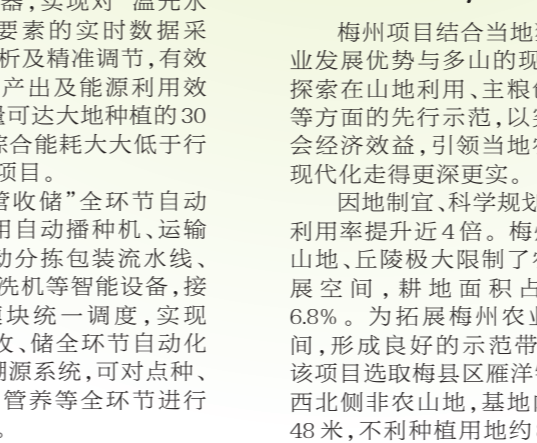 器，实现对“温光水
要素的实时数据采
析及精准调节，有效
产出及能源利用效
量可达大地种植的30
综合能耗大大低于行
项目。
管收储”全环节自动
用自动播种机、运输
动分拣包装流水线、
洗机等智能设备，接
模块统一调度，实现
收、储全环节自动化
溯源系统，可对点种、
管养等全环节进行
。
梅州项目结合当地
业发展优势与多山的现
探索在山地利用、主粮
等方面的先行示范，以
会经济效益，引领当地
现代化走得更深更实。
因地制宜、科学规划
利用率提升近4倍。梅
山地、丘陵极大限制了
展空间，耕地面积占
6.8%。为拓展梅州农业
间，形成良好的示范带
该项目选取梅县区雁洋
西北侧非农山地，基地
48米，不利种植用地约